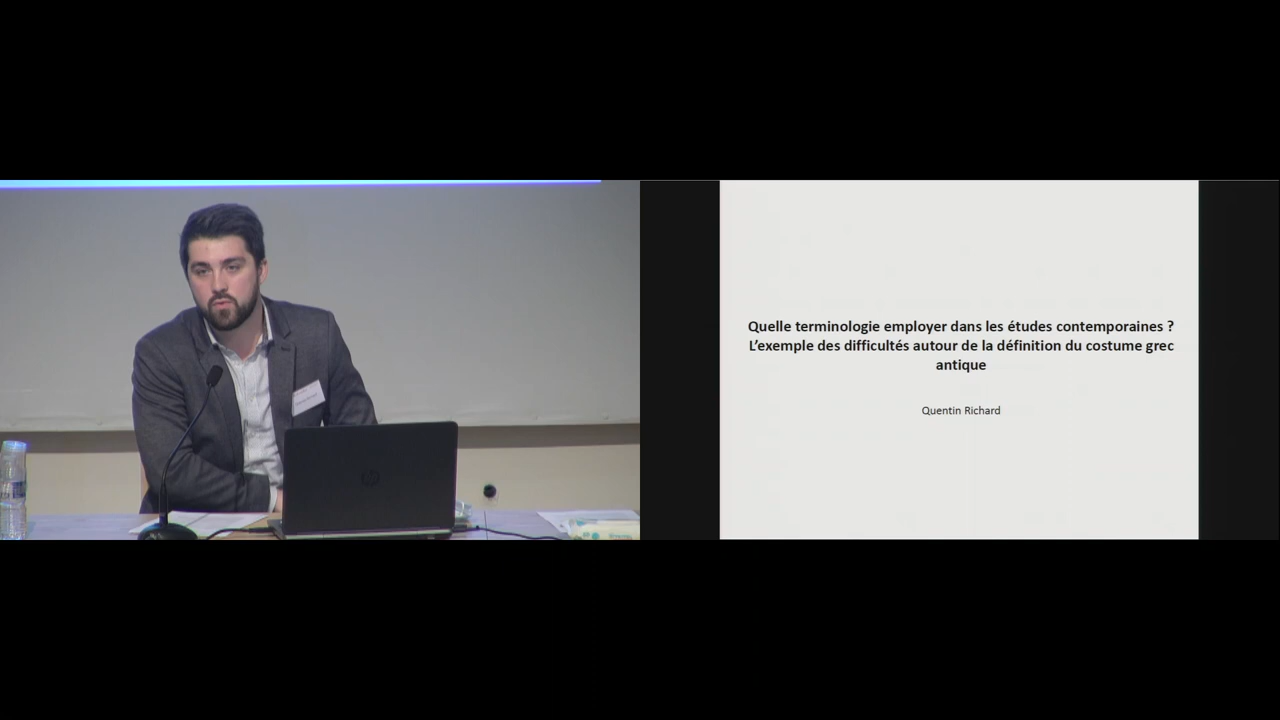 Quelle terminologie employer dans les études contemporaines ?
L'exemple des difficultés autour de la définition du costume grec
antique
Quentin Richard
hp